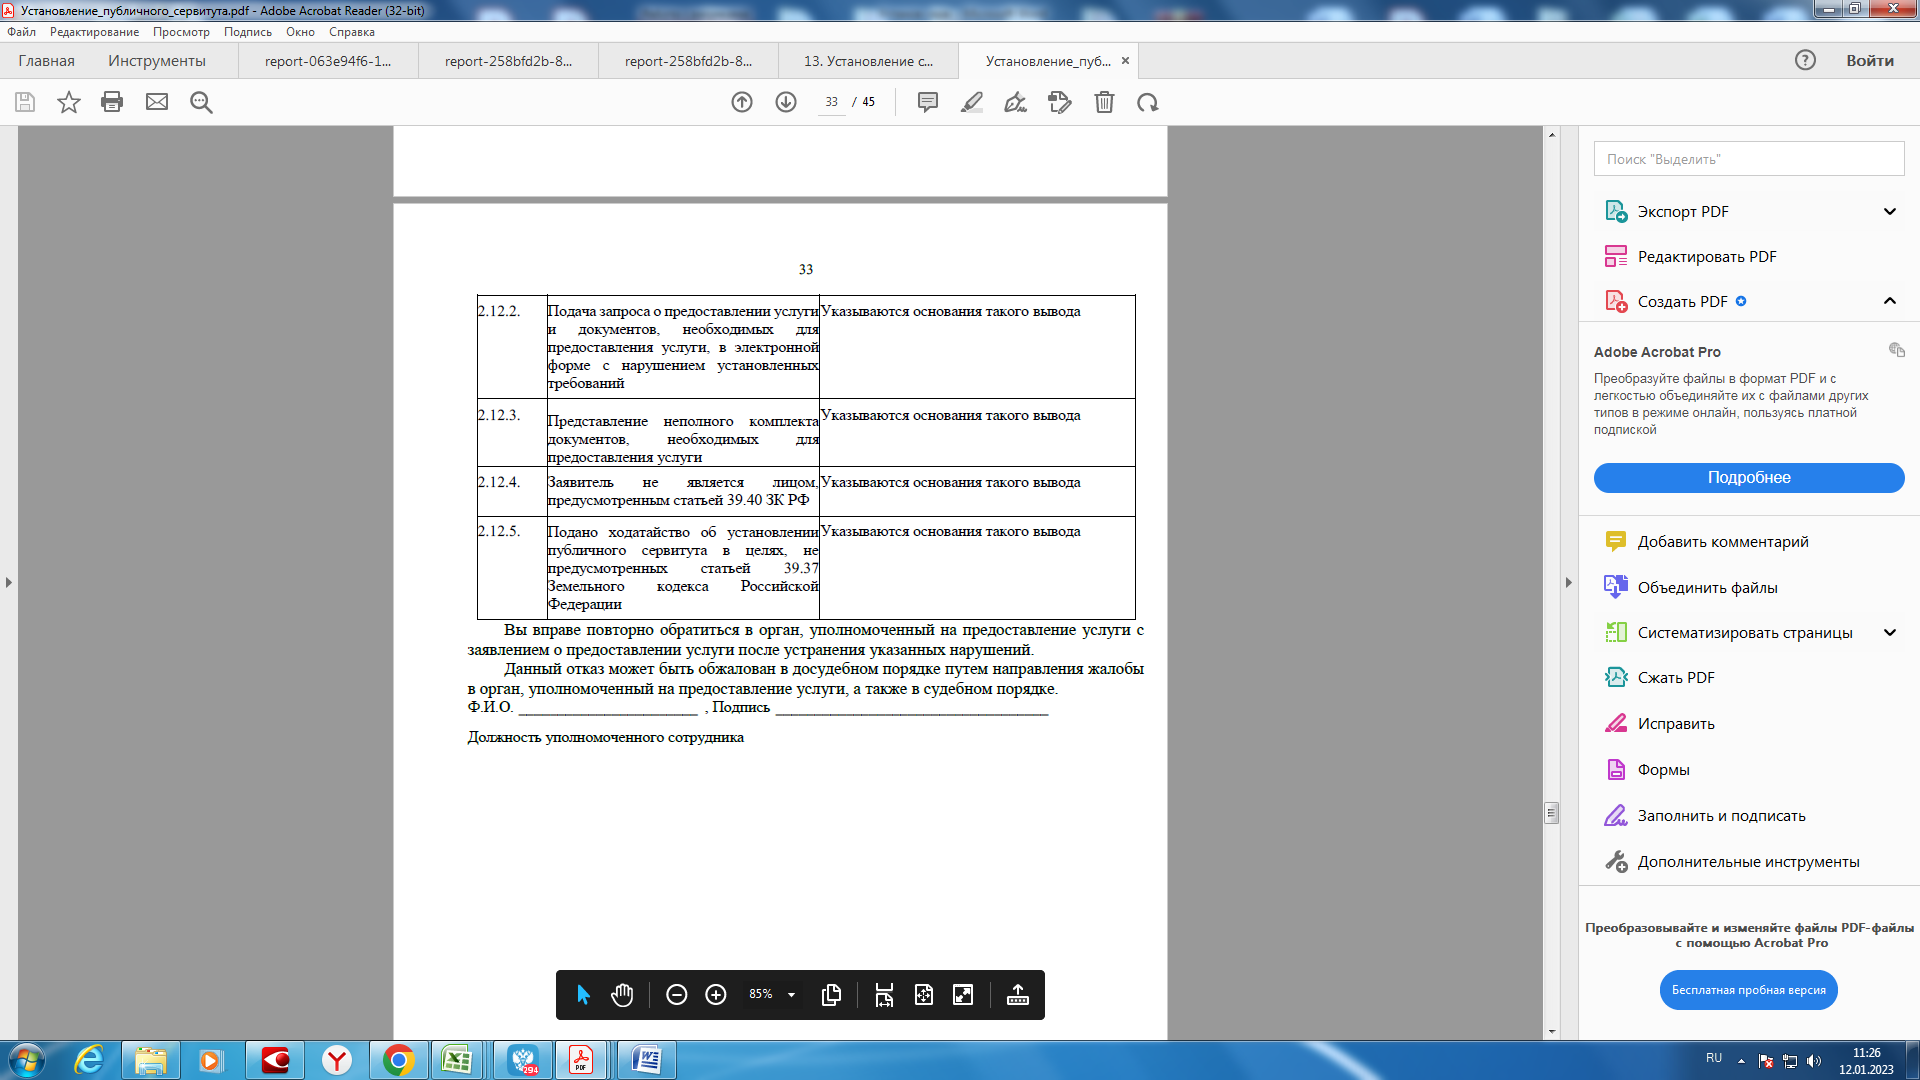 Установление_публичного_сервитута.pdf - Adobe Acrobat Reader (32-bit)
Файл Редактирование Просмотр Подпись Окно Справка
Главная Инструменты report-063e94f6-1... report-258bfd2b-8... report-258bfd2b-8... 13. Установление с... Установление_пуб... Войти
33 / 45
33
2.12.2. Подача запроса о предоставлении услуги Указываются основания такого вывода
и документов, необходимых для
предоставления услуги, в электронной
форме с нарушением установленных
требований
2.12.3. Указываются основания такого вывода
Представление неполного комплекта
документов, необходимых для
предоставления услуги
2.12.4. Заявитель не является лицом, Указываются основания такого вывода
предусмотренным статьей 39.40 ЗК РФ
2.12.5. Подано ходатайство об установлении Указываются основания такого вывода
публичного сервитута в целях, не
предусмотренных статьей 39.37
Земельного кодекса Российской
Федерации
Вы вправе повторно обратиться в орган, уполномоченный на предоставление услуги с
заявлением о предоставлении услуги после устранения указанных нарушений.
Данный отказ может быть обжалован в досудебном порядке путем направления жалобы
в орган, уполномоченный на предоставление услуги, а также в судебном порядке.
Ф.И.О. _______________________ , Подпись ___________________________________
Должность уполномоченного сотрудника
85%
Поиск "Выделить"
Экспорт PDF
Редактировать PDF
Создать PDF
Adobe Acrobat Pro
Преобразуйте файлы в формат PDF и с
легкостью объединяйте их с файлами других
типов в режиме онлайн, пользуясь платной
подпиской
Подробнее
Добавить комментарий
Объединить файлы
Систематизировать страницы
Сжать PDF
Исправить
Формы
Заполнить и подписать
Дополнительные инструменты
Преобразовывайте и изменяйте файлы PDF-файлы
с помощью Acrobat Pro
Бесплатная пробная версия
294
PDF
RU
11:26
12.01.2023